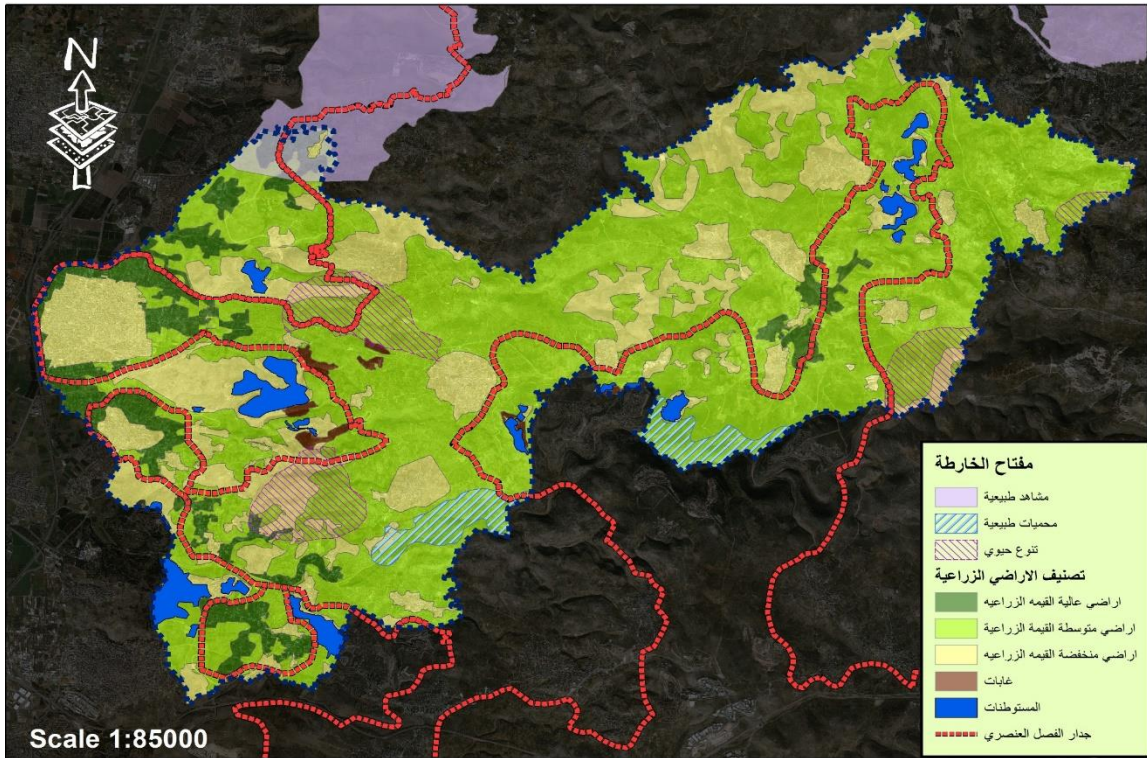 N
مفتاح الخارطة
مشاهد طبيعية
محميات طبيعية
تنوع حيوي
تصنيف الاراضي الزراعية
اراضي عالية القيمه الزراعيه
اراضي متوسطة القيمة الزراعية
اراضي منخفضة القيمه الزراعيه
غابات
المستوطنات
جدار الفصل العنصري
Scale 1:85000